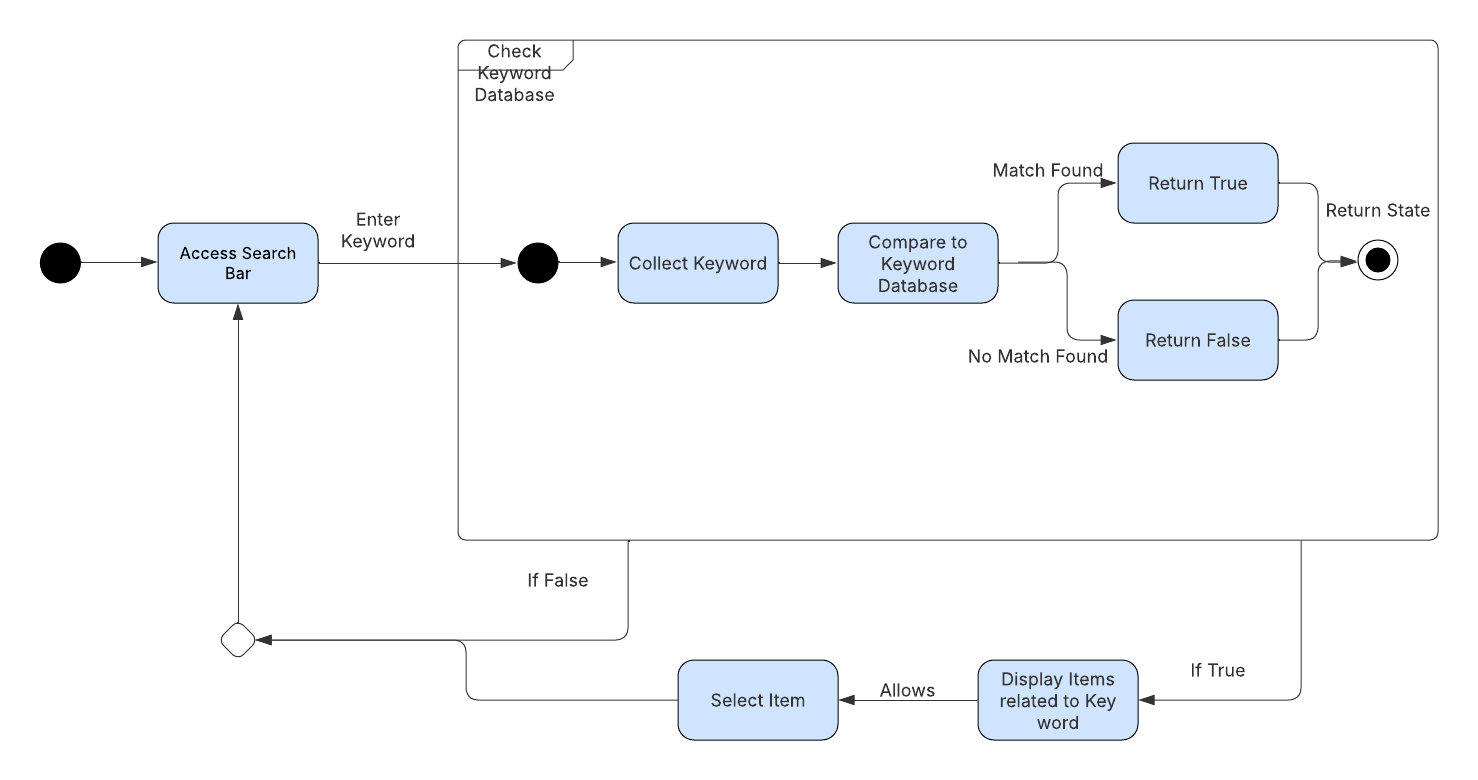 Check
Keyword
Database
Match Found
Return True
Return State
Enter
Keyword
Access Search
Bar
Collect Keyword
Compare to
Keyword
Database
No Match Found
Return False
If False
If True
Select Item
Allows
Display Items
related to Key
word